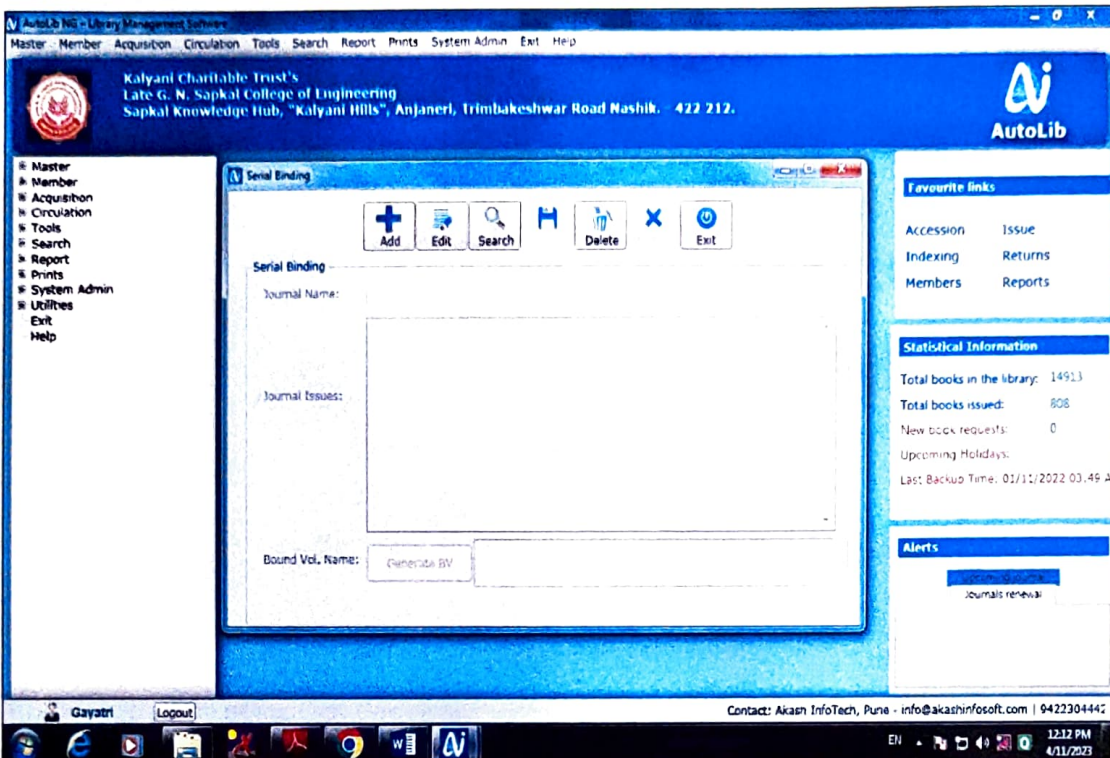 AutoLib NG - Library Management Software
Master Member Acquisition Circulation Tools Search Report Prints System Admin Exit Help
Kalyani Charitable Trust's
Late G. N. Sapkal College of Engineering
Sapkal Knowledge Hub, "Kalyani Hills", Anjaneri, Trimbakeshwar Road Nashik. - 422 212.
AutoLib
Master
Member
Acquisition
Circulation
Tools
Search
Report
Prints
System Admin
Utilities
Exit
Help
Serial Binding
Add Edit Search Delete Exit
Serial Binding
Journal Name:
Journal Issues:
Bound Vol. Name: Generate BV
Favourite links
Accession Issue
Indexing Returns
Members Reports
Statistical Information
Total books in the library: 14913
Total books issued: 808
New book requests: 0
Upcoming Holidays:
Last Backup Time: 01/11/2022 03.49 A
Alerts
Journals renewal
Gayatri Logout
Contact: Akash InfoTech, Pune - info@akashinfosoft.com | 9422304442
EN
12:12 PM
4/11/2023